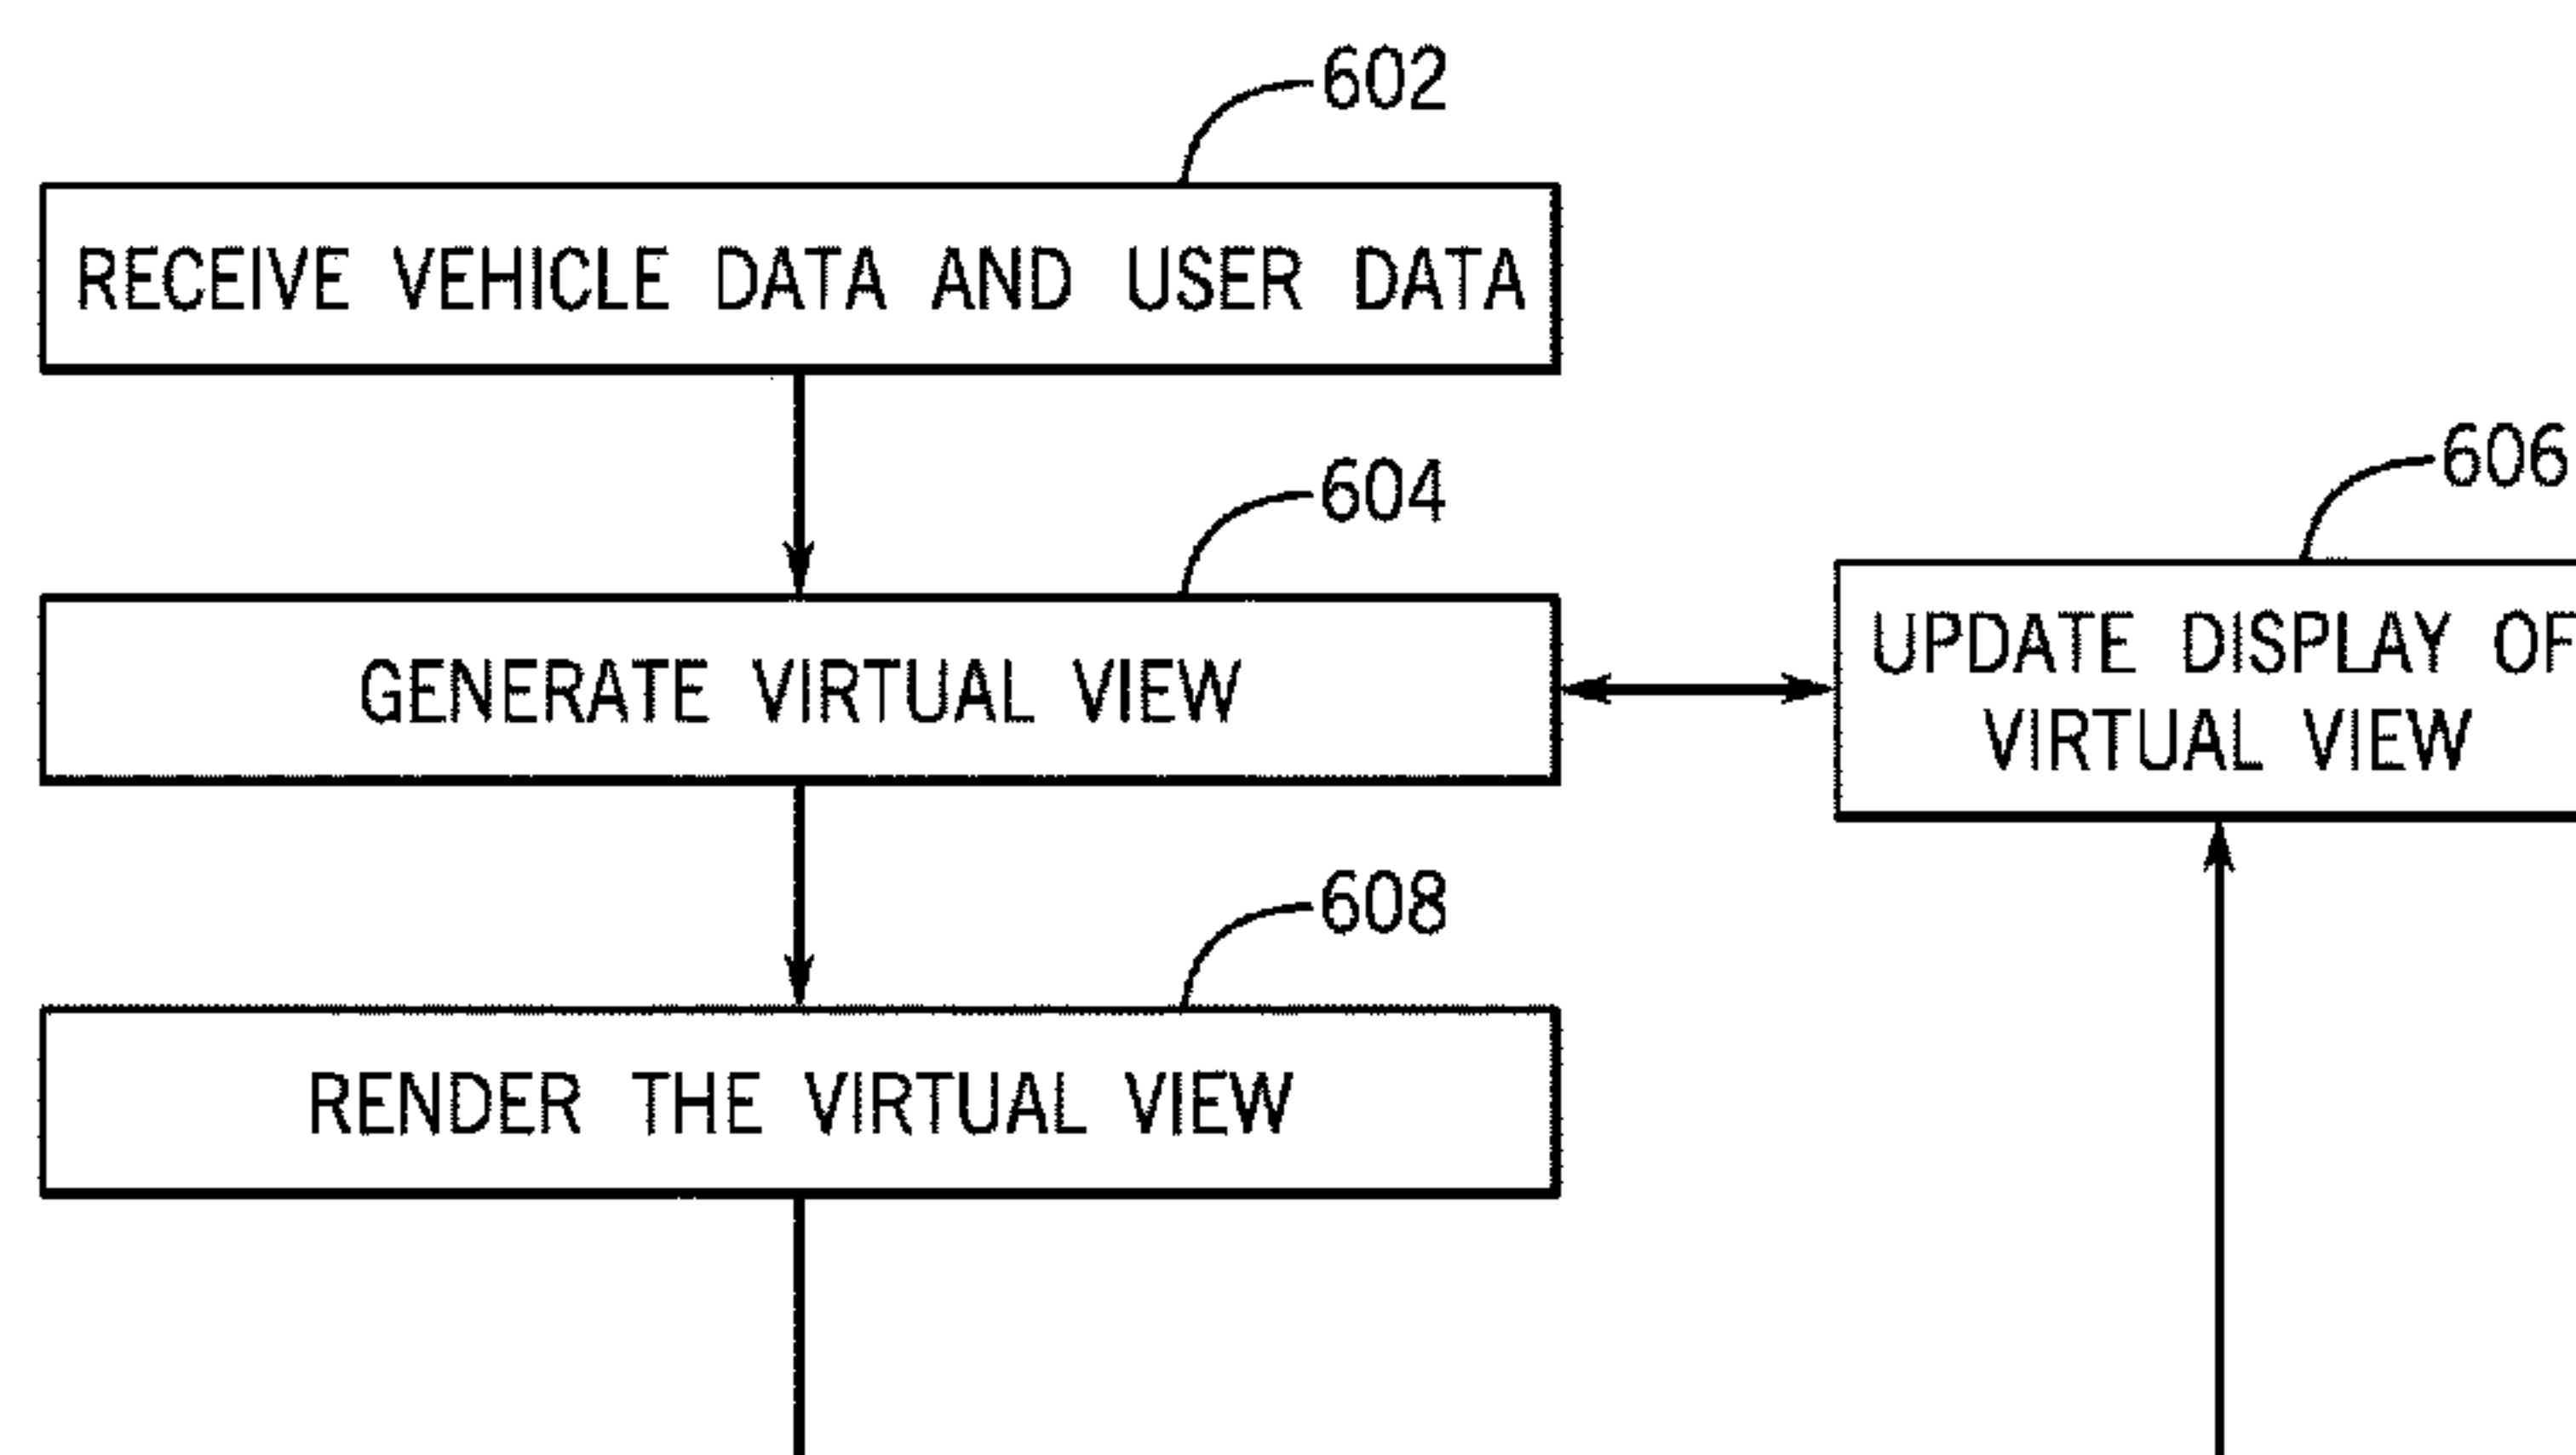 602
RECEIVE VEHICLE DATA AND USER DATA
604
GENERATE VIRTUAL VIEW
606
UPDATE DISPLAY OF
VIRTUAL VIEW
608
RENDER THE VIRTUAL VIEW